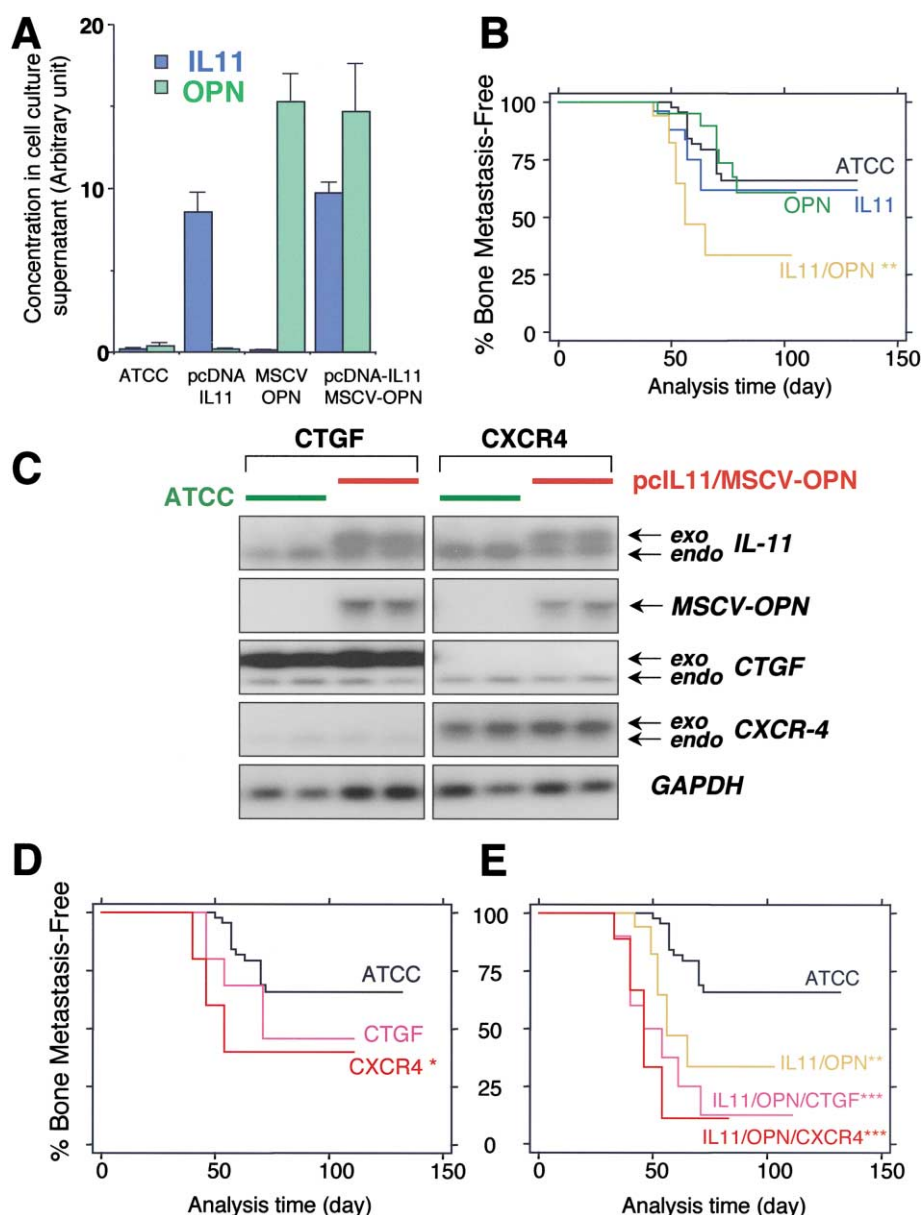 A
20
10
0
Concentration in cell culture
supernatant (Arbitrary unit)
IL11
OPN
ATCC
pcDNA
IL11
MSCV
OPN
pcDNA-IL11
MSCV-OPN
B
% Bone Metastasis-Free
100
75
50
25
0
ATCC
OPN
IL11
IL11/OPN **
0
50
100
150
Analysis time (day)
C
CTGF
CXCR4
ATCC
pcIL11/MSCV-OPN
exo
endo
IL-11
MSCV-OPN
exo
endo
CTGF
exo
endo
CXCR-4
GAPDH
D
% Bone Metastasis-Free
ATCC
CTGF
CXCR4 *
0
50
100
150
Analysis time (day)
E
100
75
50
25
0
ATCC
IL11/OPN**
IL11/OPN/CTGF***
IL11/OPN/CXCR4***
0
50
100
150
Analysis time (day)